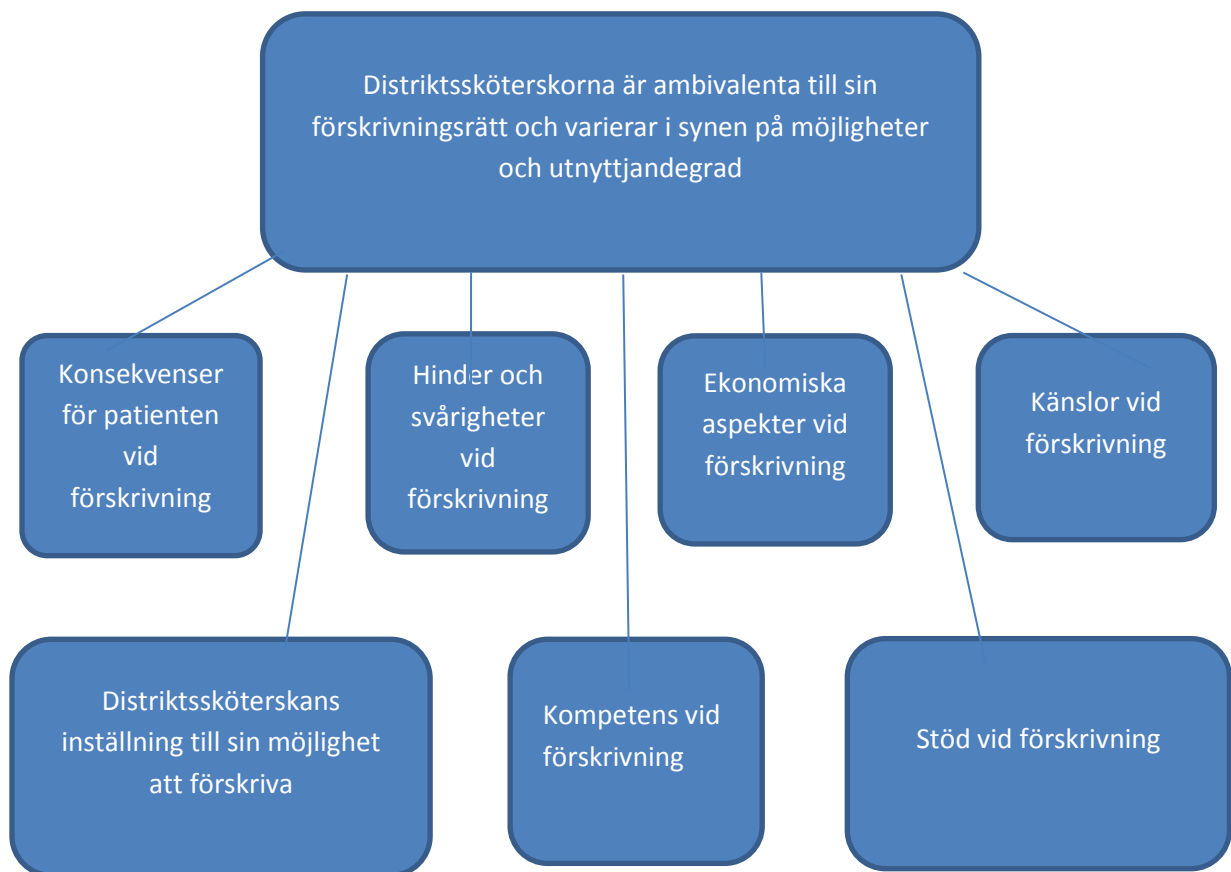 Distriktssköterskorna är ambivalenta till sin
förskrivningsrätt och varierar i synen på möjligheter
och utnyttjandegrad
Konsekvenser
för patienten
vid
förskrivning
Hinder och
svårigheter
vid
förskrivning
Ekonomiska
aspekter vid
förskrivning
Känslor vid
förskrivning
Distriktssköterskans
inställning till sin möjlighet
att förskriva
Kompetens vid
förskrivning
Stöd vid förskrivning